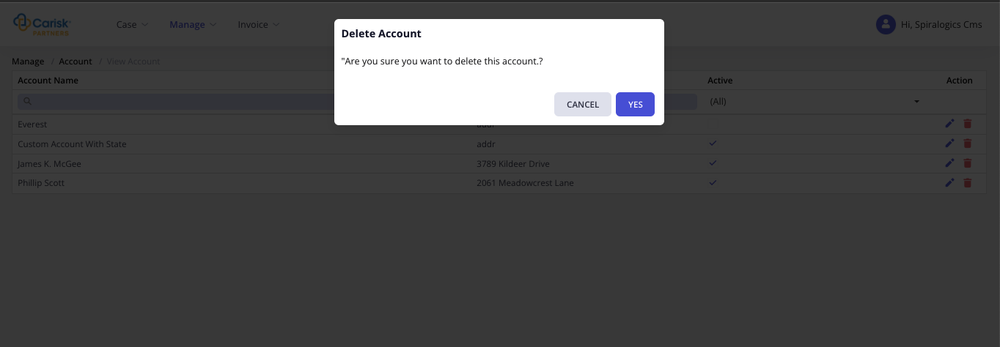 Carisk
PARTNERS
Case
Manage
Invoice
Hi, Spiralogics Cms
Delete Account
"Are you sure you want to delete this account.?
CANCEL
YES
Manage / Account / View Account
Account Name
Active
Action
(All)
Everest
addr
Custom Account With State
addr
James K. McGee
3789 Kildeer Drive
Phillip Scott
2061 Meadowcrest Lane